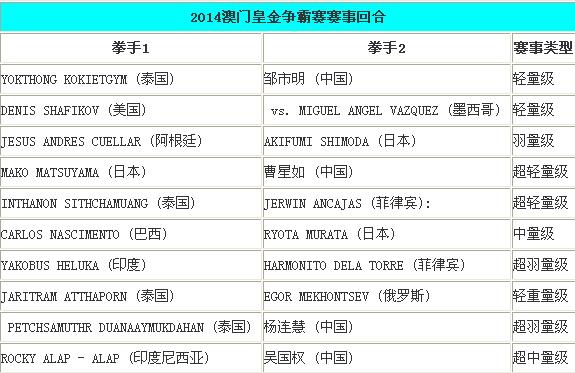 2014澳门皇金争霸赛赛事回合
拳手1 拳手2 赛事类型
YOKTHONG KOKIETGYM (泰国) 邹市明 (中国) 轻量级
DENIS SHAFIKOV (美国) vs. MIGUEL ANGEL VAZQUEZ (墨西哥) 轻量级
JESUS ANDRES CUELLAR (阿根廷) AKIFUMI SHIMODA (日本) 羽量级
MAKO MATSUYAMA (日本) 曹星如 (中国) 超轻量级
INTHANON SITHCHAMUANG (泰国) JERWIN ANCAJAS (菲律宾): 超轻量级
CARLOS NASCIMENTO (巴西) RYOTA MURATA (日本) 中量级
YAKOBUS HELUKA (印度) HARMONITO DELA TORRE (菲律宾) 超羽量级
JARITRAM ATTHAPORN (泰国) EGOR MEKHONTSEV (俄罗斯) 轻重量级
PETCHSAMUTHR DUANAAYMUKDAHAN (泰国) 杨连慧 (中国) 超羽量级
ROCKY ALAP - ALAP (印度尼西亚) 吴国权 (中国) 超中量级